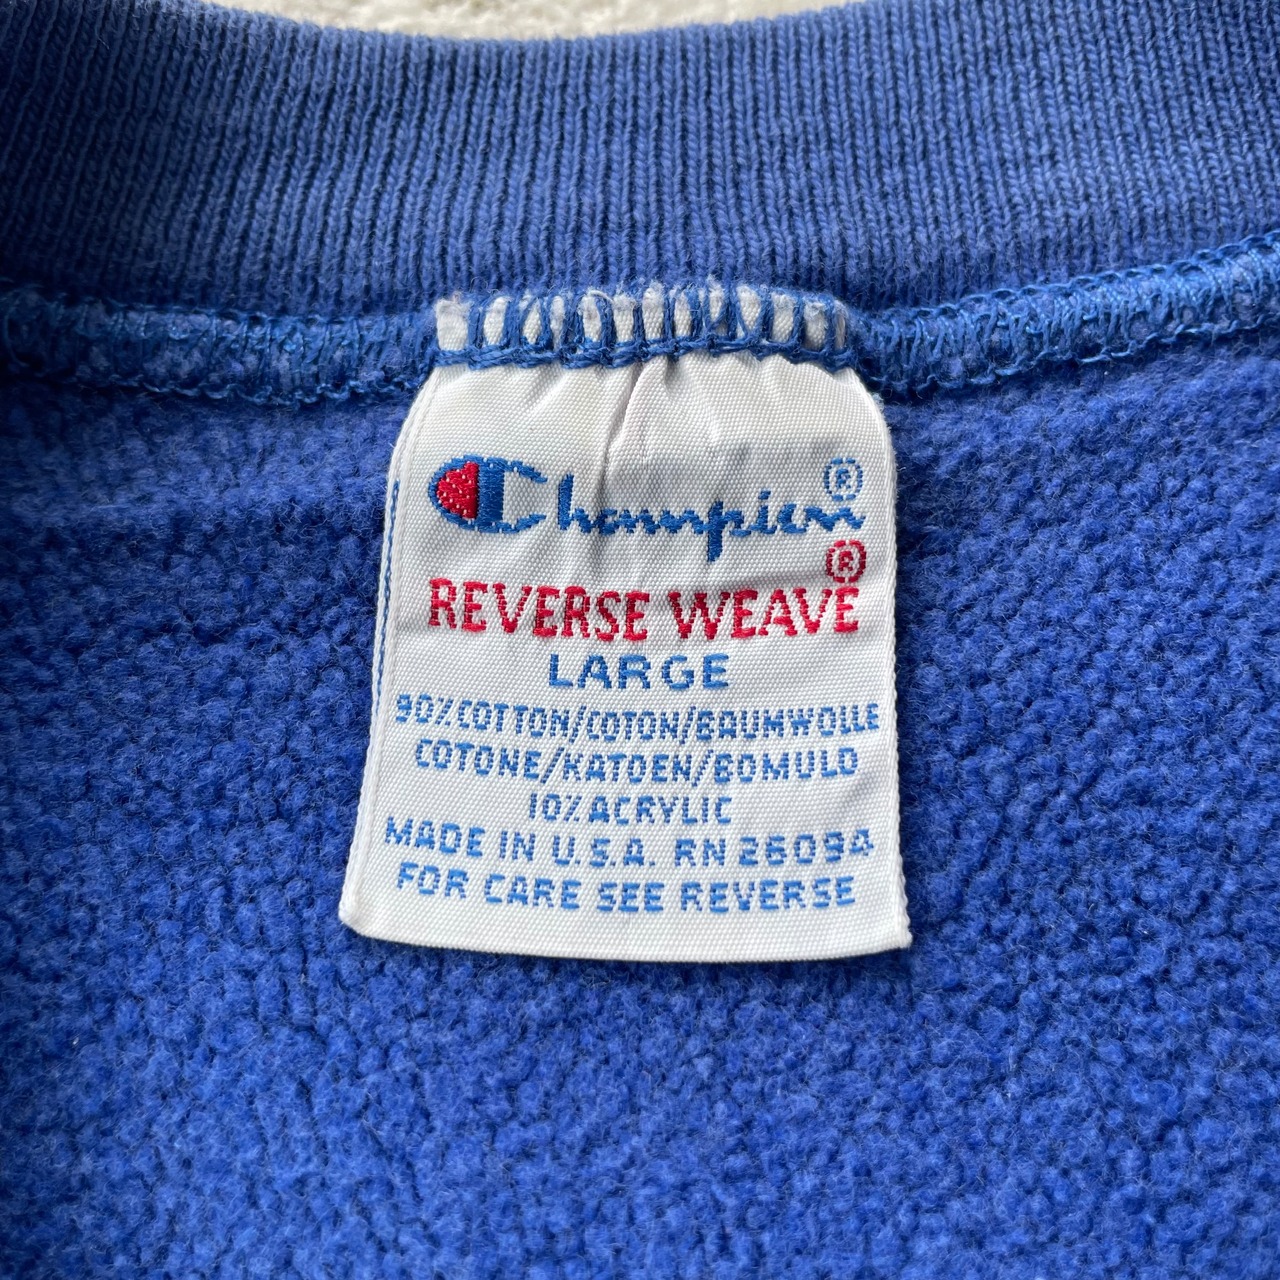 Champion®
REVERSE WEAVE®
LARGE
90% COTTON/COTON/BAUMWOLLE
COTONE/KATOEN/BOMULD
10% ACRYLIC
MADE IN U.S.A. RN 26094
FOR CARE SEE REVERSE